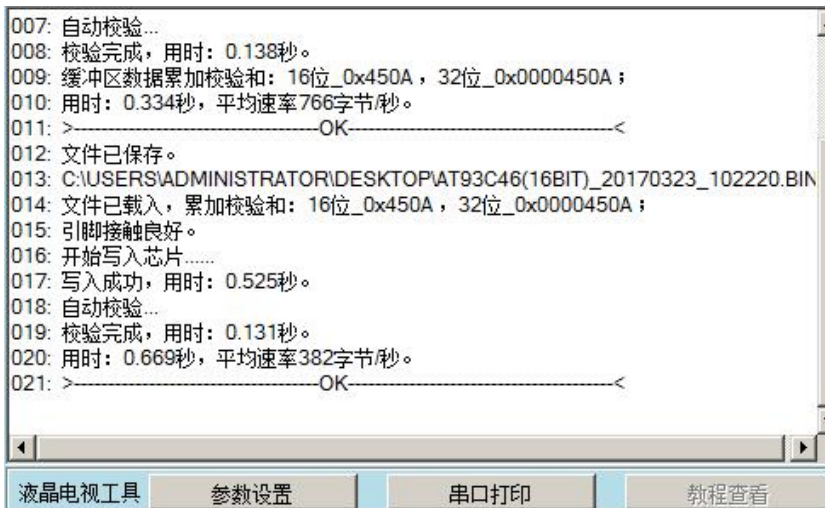 007: 自动校验...
008: 校验完成，用时：0.138秒。
009: 缓冲区数据累加校验和：16位_0x450A，32位_0x0000450A；
010: 用时：0.334秒，平均速率766字节/秒。
011: >-----------------------------------OK--------------------------------------<
012: 文件已保存。
013: C:\USERS\ADMINISTRATOR\DESKTOP\AT93C46(16BIT)_20170323_102220.BIN
014: 文件已载入，累加校验和：16位_0x450A，32位_0x0000450A；
015: 引脚接触良好。
016: 开始写入芯片......
017: 写入成功，用时：0.525秒。
018: 自动校验...
019: 校验完成，用时：0.131秒。
020: 用时：0.669秒，平均速率382字节/秒。
021: >-----------------------------------OK--------------------------------------<
液晶电视工具 参数设置 串口打印 教程查看